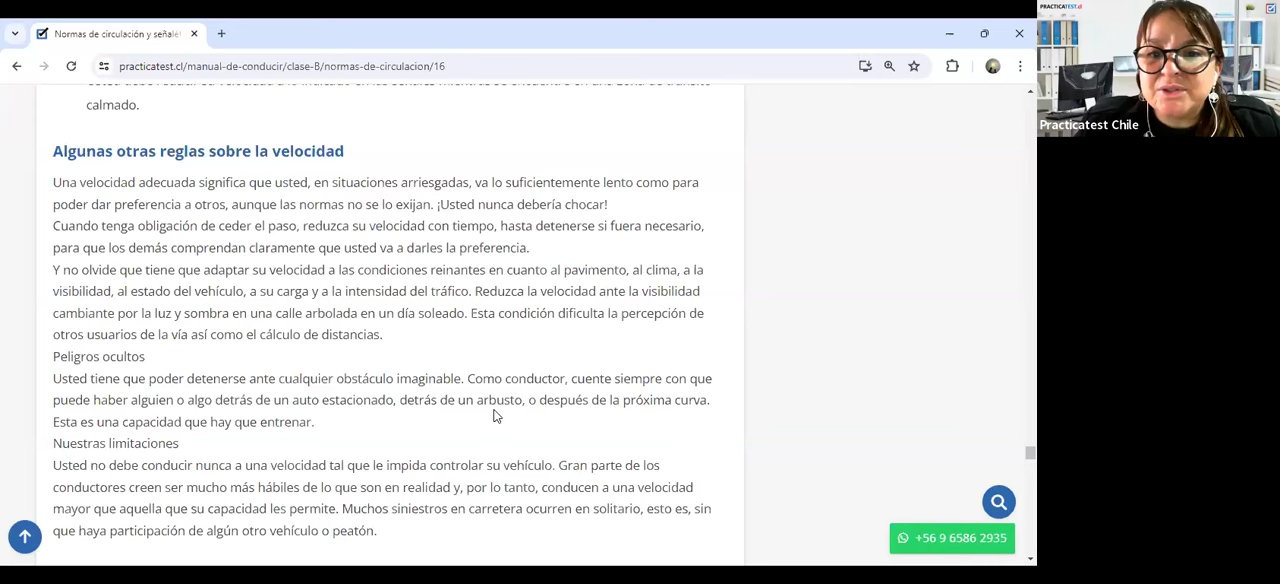 Normas de circulación y señalé
practicatest.cl/manual-de-conducir/clase-B/normas-de-circulacion/16
calmado.
Algunas otras reglas sobre la velocidad
Una velocidad adecuada significa que usted, en situaciones arriesgadas, va lo suficientemente lento como para
poder dar preferencia a otros, aunque las normas no se lo exijan. ¡Usted nunca debería chocar!
Cuando tenga obligación de ceder el paso, reduzca su velocidad con tiempo, hasta detenerse si fuera necesario,
para que los demás comprendan claramente que usted va a darles la preferencia.
Y no olvide que tiene que adaptar su velocidad a las condiciones reinantes en cuanto al pavimento, al clima, a la
visibilidad, al estado del vehículo, a su carga y a la intensidad del tráfico. Reduzca la velocidad ante la visibilidad
cambiante por la luz y sombra en una calle arbolada en un día soleado. Esta condición dificulta la percepción de
otros usuarios de la vía así como el cálculo de distancias.
Peligros ocultos
Usted tiene que poder detenerse ante cualquier obstáculo imaginable. Como conductor, cuente siempre con que
puede haber alguien o algo detrás de un auto estacionado, detrás de un arbusto, o después de la próxima curva.
Esta es una capacidad que hay que entrenar.
Nuestras limitaciones
Usted no debe conducir nunca a una velocidad tal que le impida controlar su vehículo. Gran parte de los
conductores creen ser mucho más hábiles de lo que son en realidad y, por lo tanto, conducen a una velocidad
mayor que aquella que su capacidad les permite. Muchos siniestros en carretera ocurren en solitario, esto es, sin
que haya participación de algún otro vehículo o peatón.
+56 9 6586 2935
PRACTICATEST.cl
Practicatest Chile